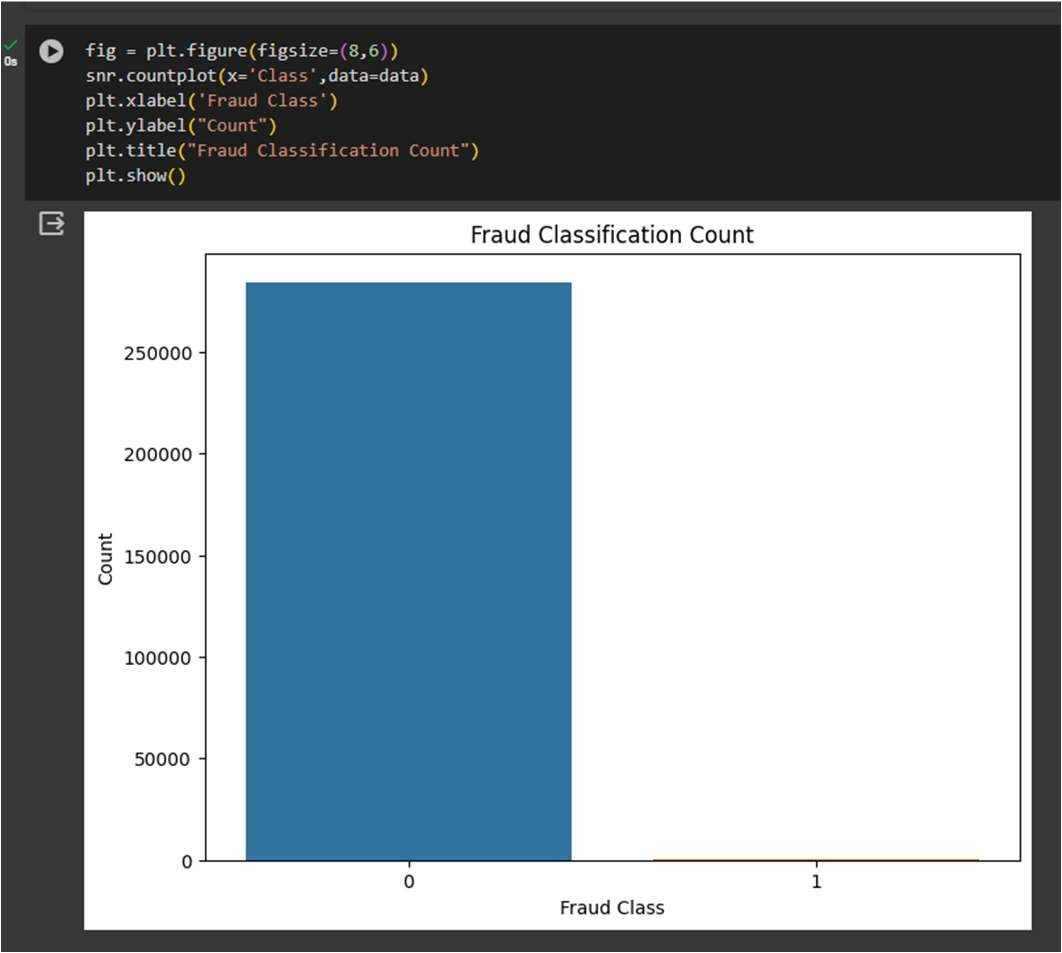 0s
fig = plt.figure(figsize=(8,6))
snr.countplot(x='Class',data=data)
plt.xlabel('Fraud Class')
plt.ylabel("Count")
plt.title("Fraud Classification Count")
plt.show()
Fraud Classification Count
250000
200000
150000
100000
50000
0
Count
0
1
Fraud Class